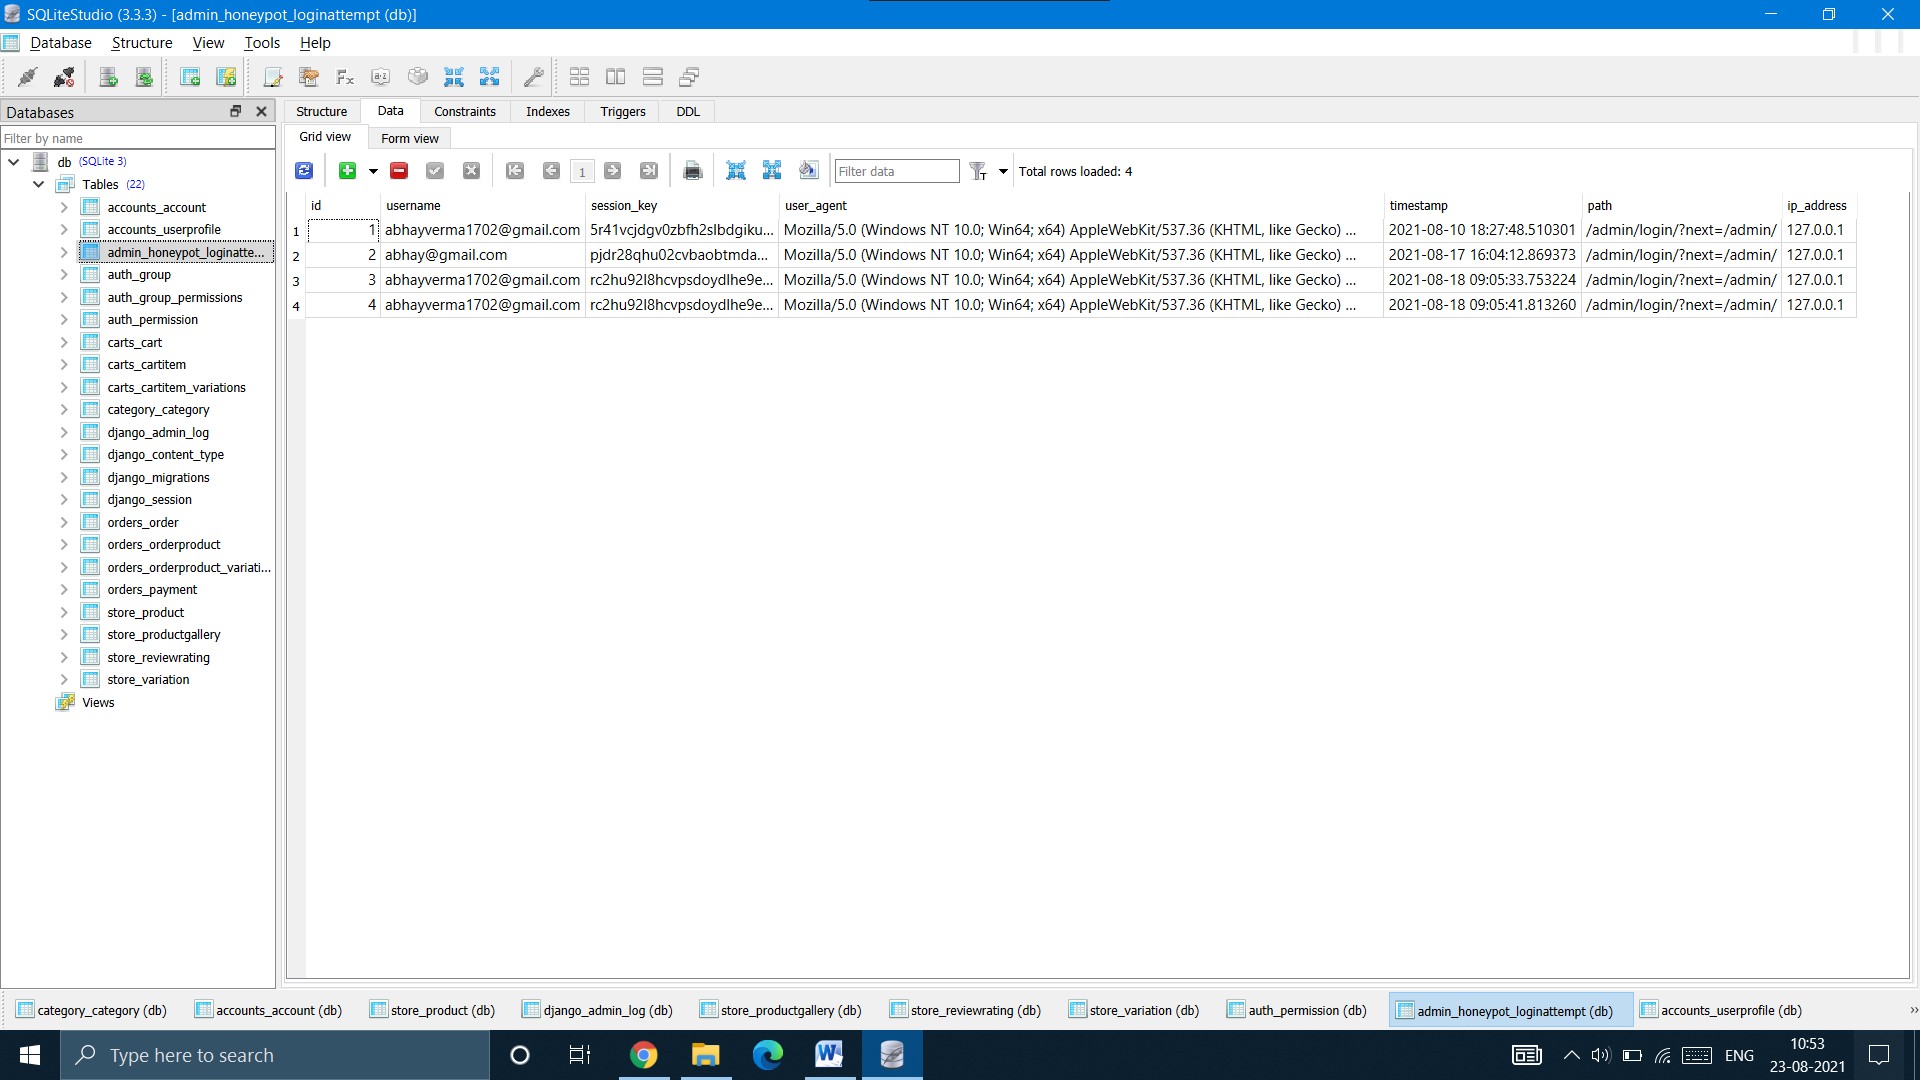 SQLiteStudio (3.3.3) - [admin_honeypot_loginattempt (db)]
Database Structure View Tools Help
Databases
Filter by name
db (SQLite 3)
Tables (22)
accounts_account
accounts_userprofile
admin_honeypot_loginatte...
auth_group
auth_group_permissions
auth_permission
carts_cart
carts_cartitem
carts_cartitem_variations
category_category
django_admin_log
django_content_type
django_migrations
django_session
orders_order
orders_orderproduct
orders_orderproduct_variati...
orders_payment
store_product
store_productgallery
store_reviewrating
store_variation
Views
Structure Data Constraints Indexes Triggers DDL
Grid view Form view
1 Filter data Total rows loaded: 4
id username session_key user_agent timestamp path ip_address
1 1 abhayverma1702@gmail.com 5r41vcjdgv0zbfh2slbdgiku... Mozilla/5.0 (Windows NT 10.0; Win64; x64) AppleWebKit/537.36 (KHTML, like Gecko) ... 2021-08-10 18:27:48.510301 /admin/login/?next=/admin/ 127.0.0.1
2 2 abhay@gmail.com pjdr28qhu02cvbaobtmda... Mozilla/5.0 (Windows NT 10.0; Win64; x64) AppleWebKit/537.36 (KHTML, like Gecko) ... 2021-08-17 16:04:12.869373 /admin/login/?next=/admin/ 127.0.0.1
3 3 abhayverma1702@gmail.com rc2hu92l8hcvpsdoydlhe9e... Mozilla/5.0 (Windows NT 10.0; Win64; x64) AppleWebKit/537.36 (KHTML, like Gecko) ... 2021-08-18 09:05:33.753224 /admin/login/?next=/admin/ 127.0.0.1
4 4 abhayverma1702@gmail.com rc2hu92l8hcvpsdoydlhe9e... Mozilla/5.0 (Windows NT 10.0; Win64; x64) AppleWebKit/537.36 (KHTML, like Gecko) ... 2021-08-18 09:05:41.813260 /admin/login/?next=/admin/ 127.0.0.1
category_category (db) accounts_account (db) store_product (db) django_admin_log (db) store_productgallery (db) store_reviewrating (db) store_variation (db) auth_permission (db) admin_honeypot_loginattempt (db) accounts_userprofile (db) »
Type here to search
ENG
10:53
23-08-2021